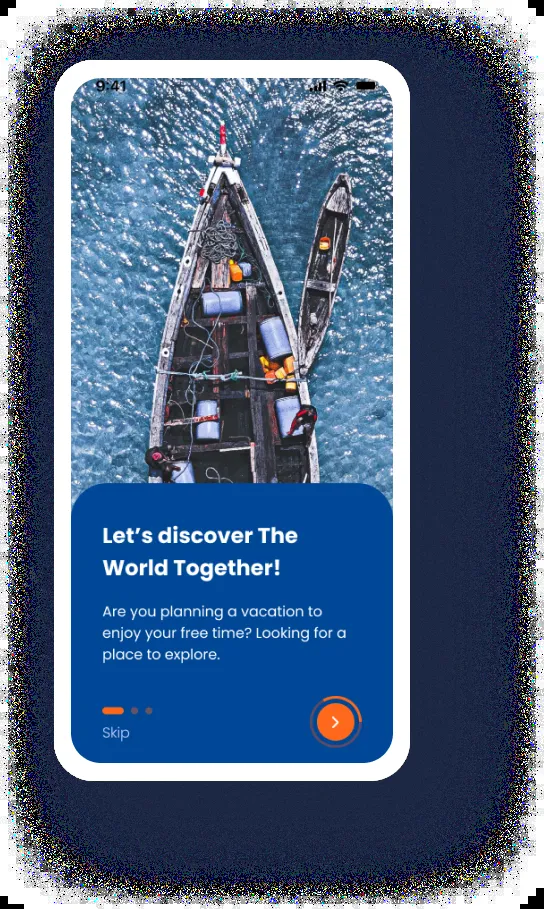 9:41
Let’s discover The
World Together!
Are you planning a vacation to
enjoy your free time? Looking for a
place to explore.
Skip